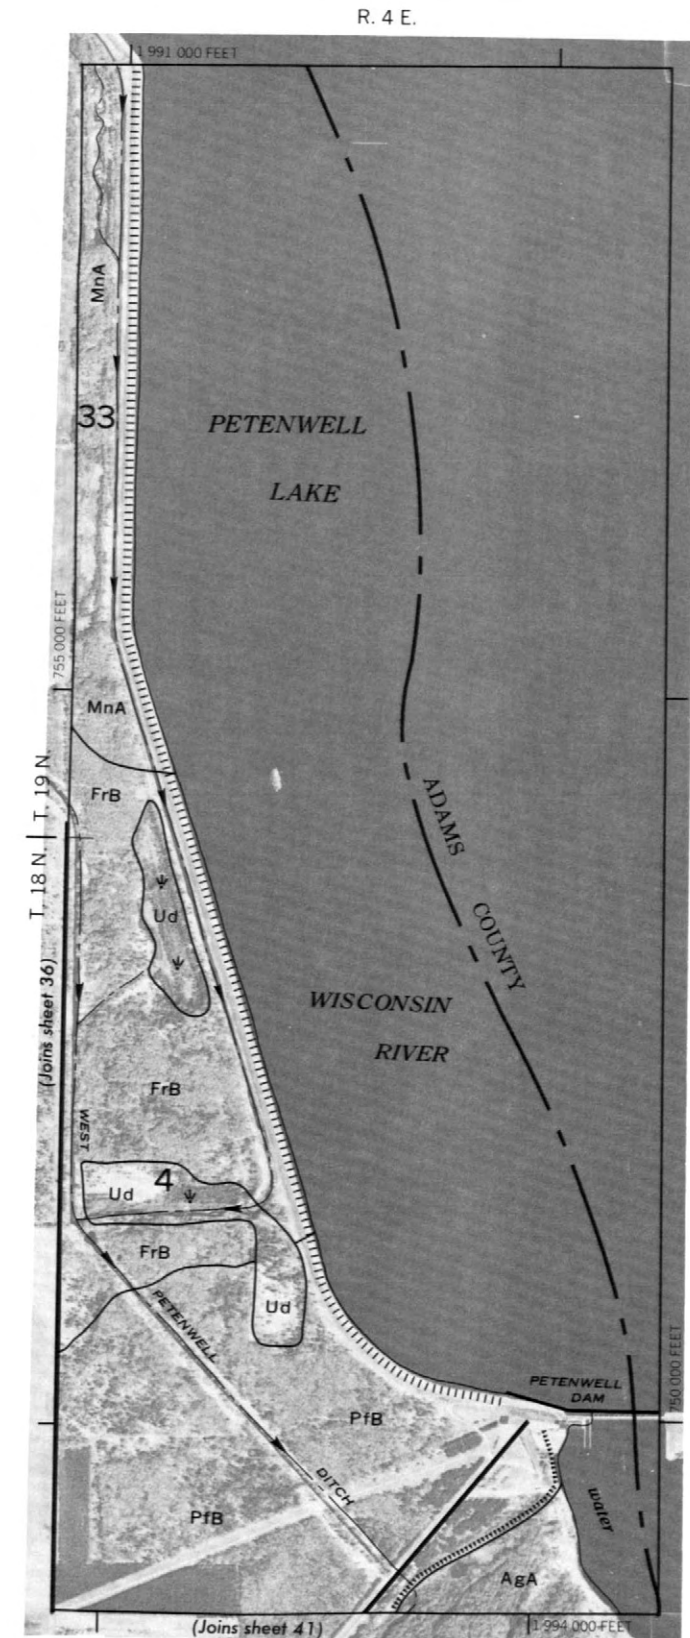 R. 4 E.
1 991 000 FEET
MnA
33
PETENWELL
LAKE
755 000 FEET
MnA
T. 19 N.
T. 18 N.
FrB
ADAMS
COUNTY
Ud
(Joins sheet 36)
WISCONSIN
RIVER
FrB
WEST
4
Ud
FrB
Ud
PETENWELL
750 000 FEET
PETENWELL
DAM
PfB
DITCH
water
PfB
AgA
(Joins sheet 41)
1 994 000 FEET